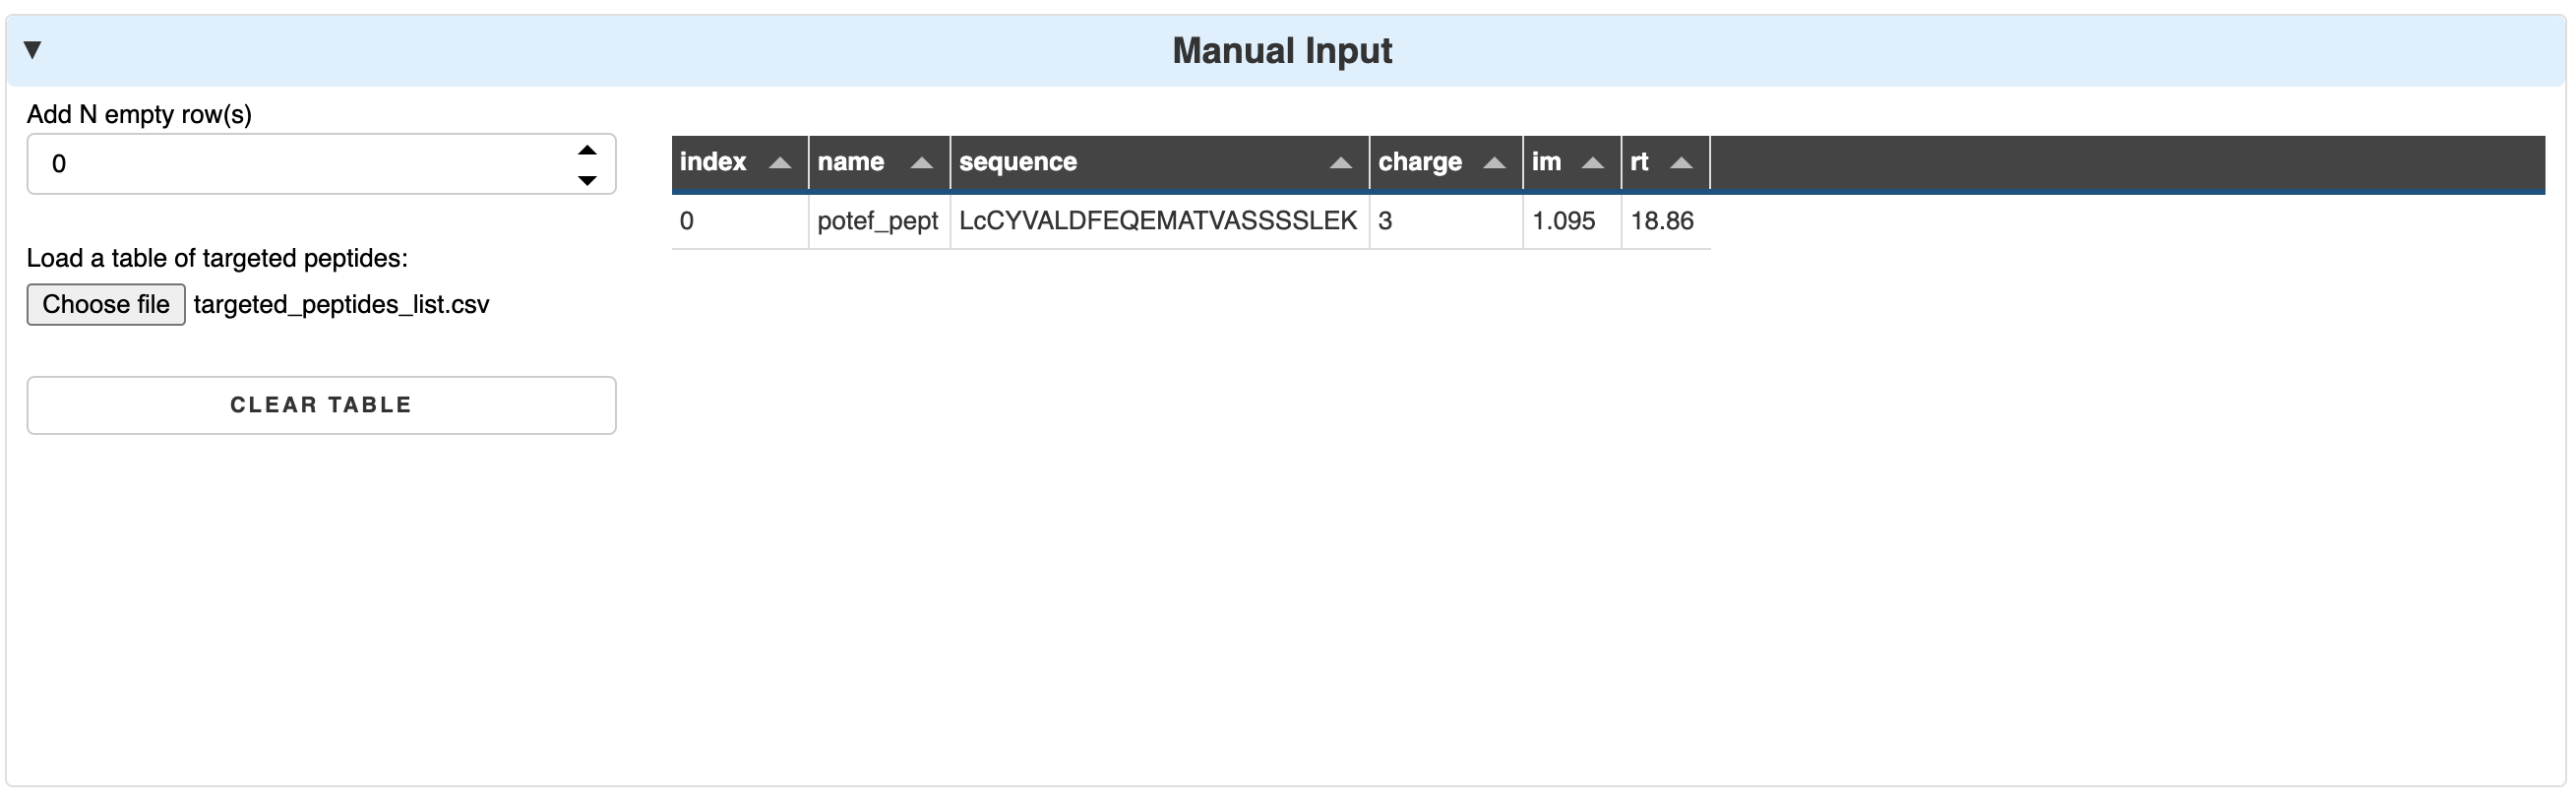 Manual Input
Add N empty row(s)
0
Load a table of targeted peptides:
Choose file targeted_peptides_list.csv
CLEAR TABLE
index name sequence charge im rt
0 potef_pept LcCYVALDFEQEMATVASSSSLEK 3 1.095 18.86